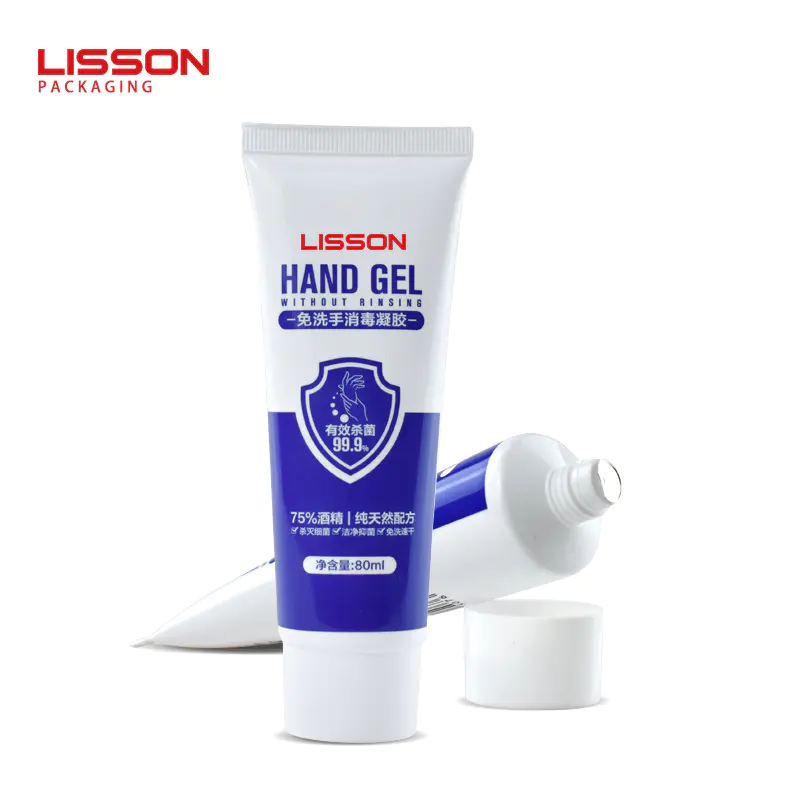 LISSON
PACKAGING
LISSON
HAND GEL
WITHOUT RINSING
免洗手消毒凝胶
有效杀菌
99.9%
75%酒精|纯天然配方
杀灭细菌 洁净抑菌 免洗速干
净含量:80ml